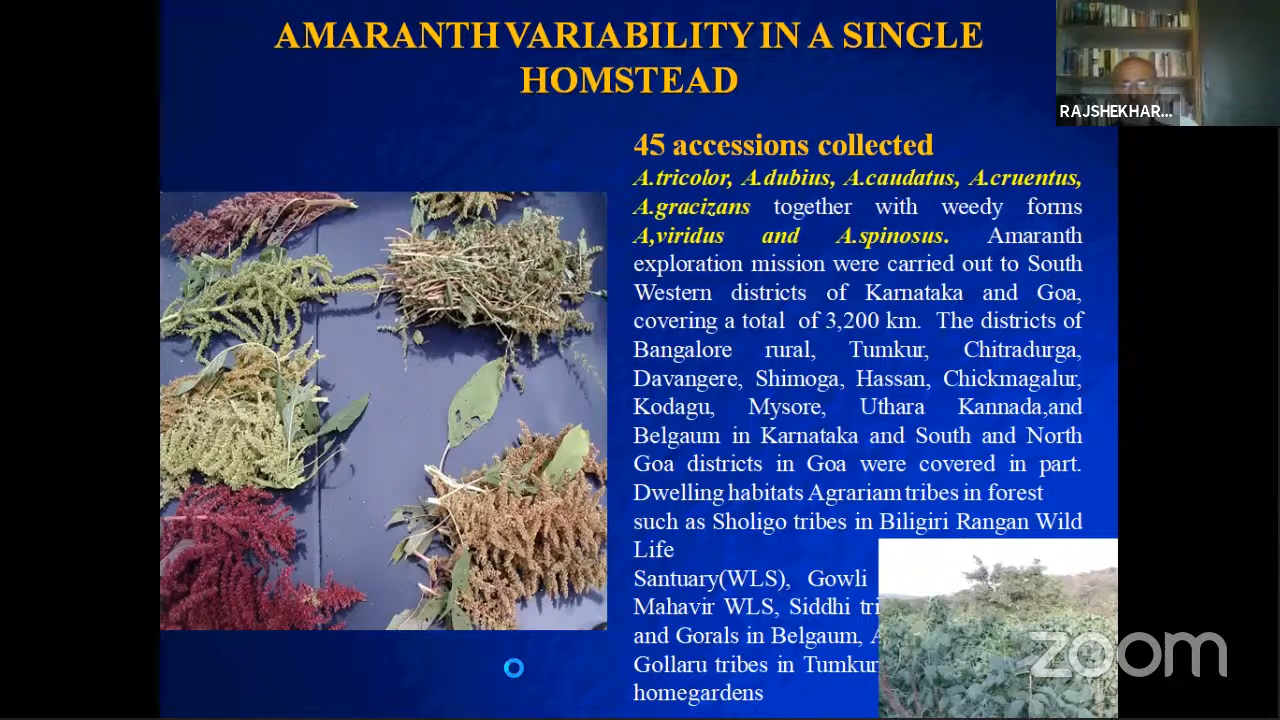 AMARANTH VARIABILITY IN A SINGLE
HOMSTEAD
RAJSHEKHAR...
45 accessions collected
A.tricolor, A.dubius, A.caudatus, A.cruentus,
A.gracizans together with weedy forms
A,viridus and A.spinosus. Amaranth
exploration mission were carried out to South
Western districts of Karnataka and Goa,
covering a total of 3,200 km. The districts of
Bangalore rural, Tumkur, Chitradurga,
Davangere, Shimoga, Hassan, Chickmagalur,
Kodagu, Mysore, Uthara Kannada,and
Belgaum in Karnataka and South and North
Goa districts in Goa were covered in part.
Dwelling habitats Agrariam tribes in forest
such as Sholigo tribes in Biligiri Rangan Wild
Life
Santuary(WLS), Gowli
Mahavir WLS, Siddhi
and Gorals in Belgaum,
Gollaru tribes in Tumkur
homegardens
zoom